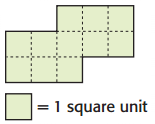 = 1 square unit